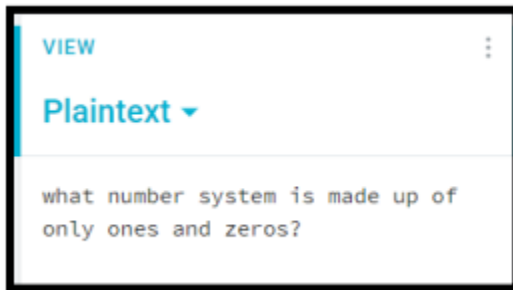 VIEW
Plaintext
what number system is made up of
only ones and zeros?